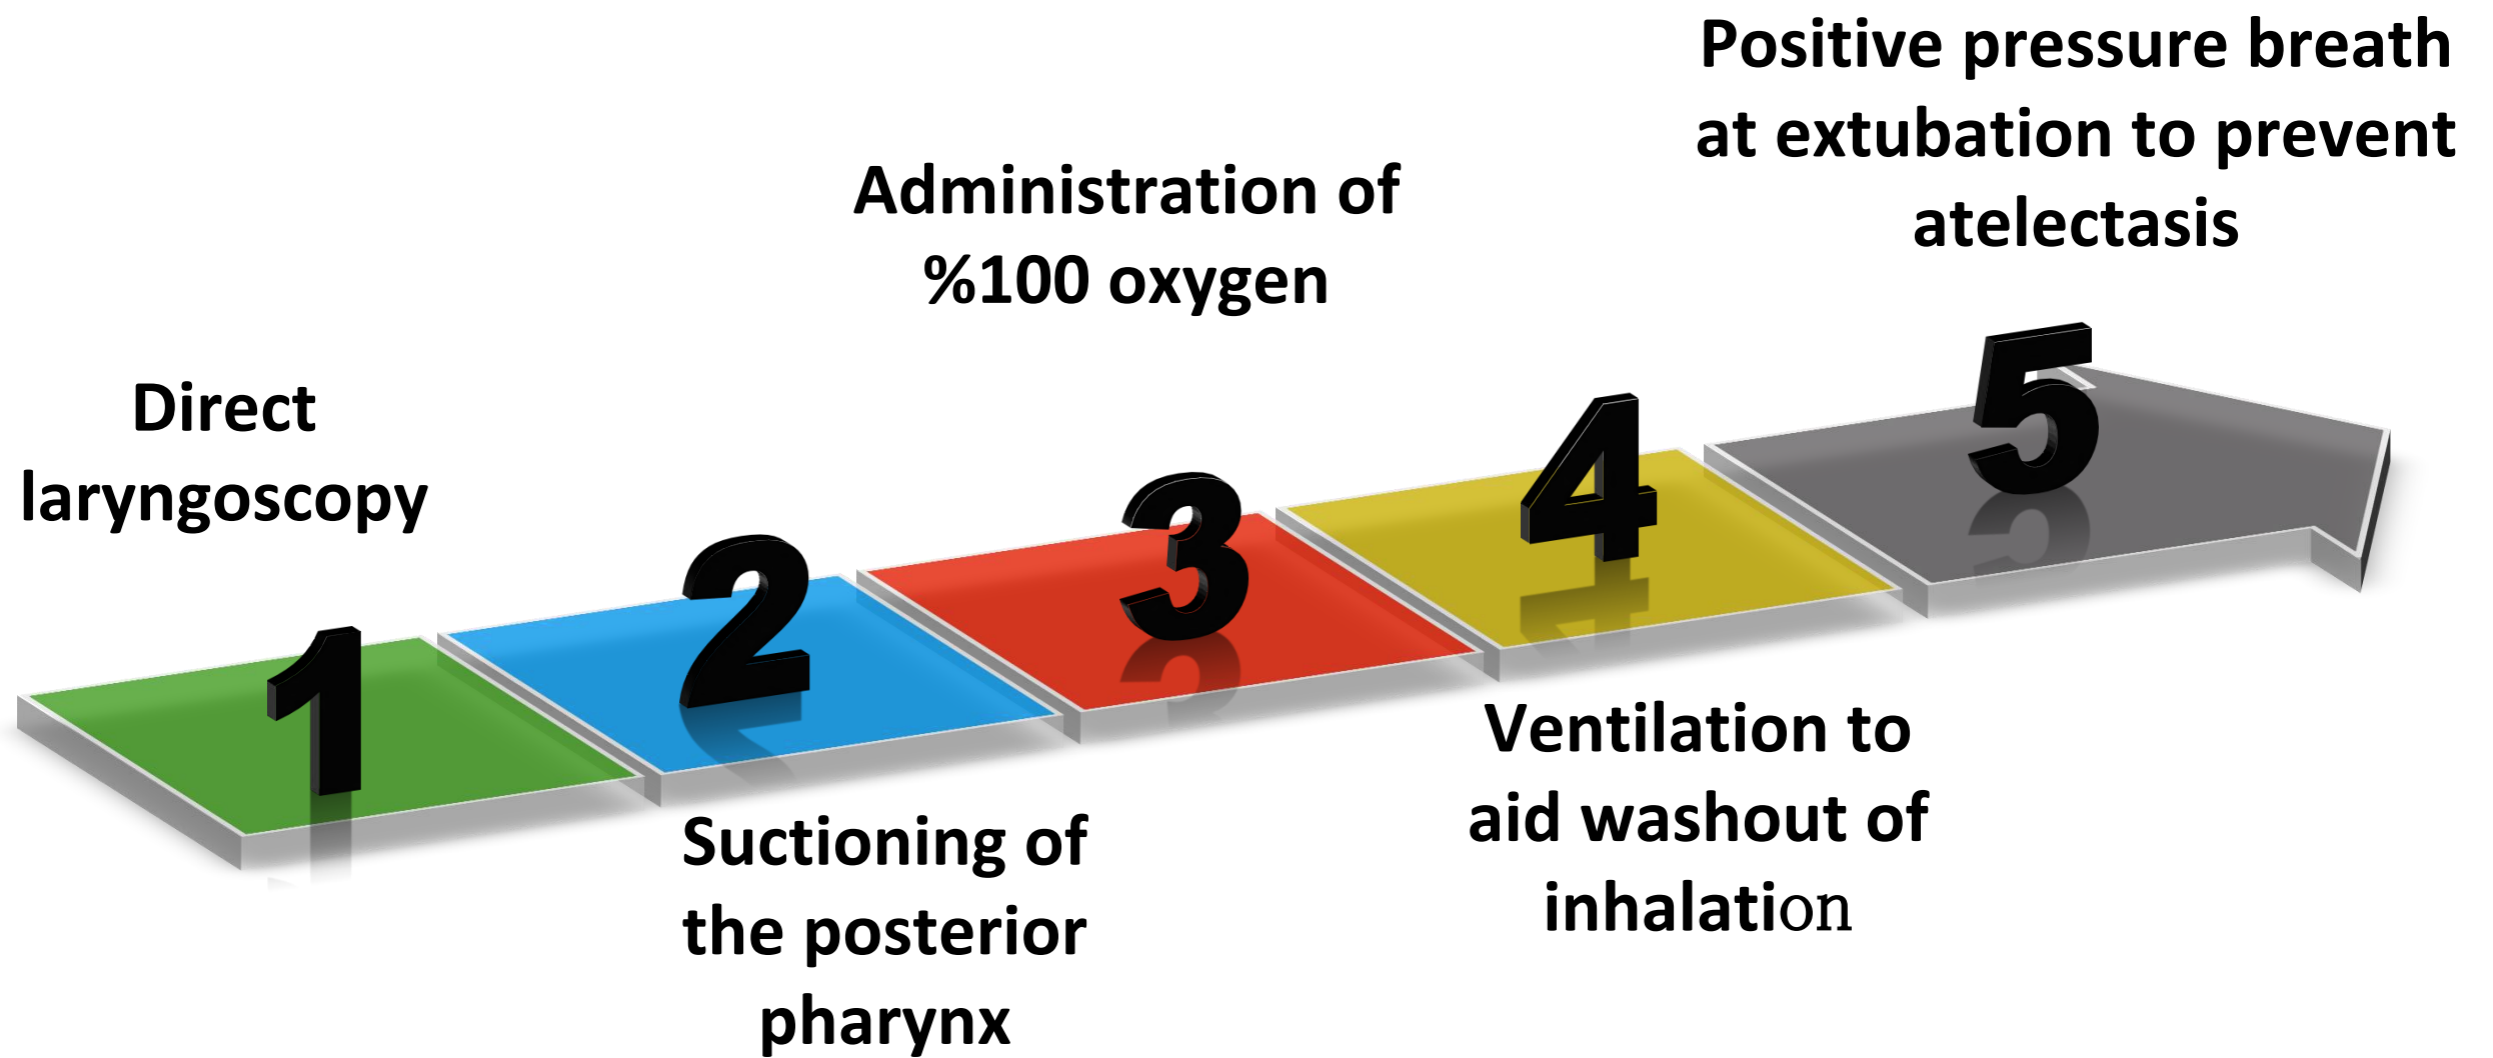 Direct
laryngoscopy
1
Suctioning of
the posterior
pharynx
2
Administration of
%100 oxygen
3
Ventilation to
aid washout of
inhalation
4
Positive pressure breath
at extubation to prevent
atelectasis
5